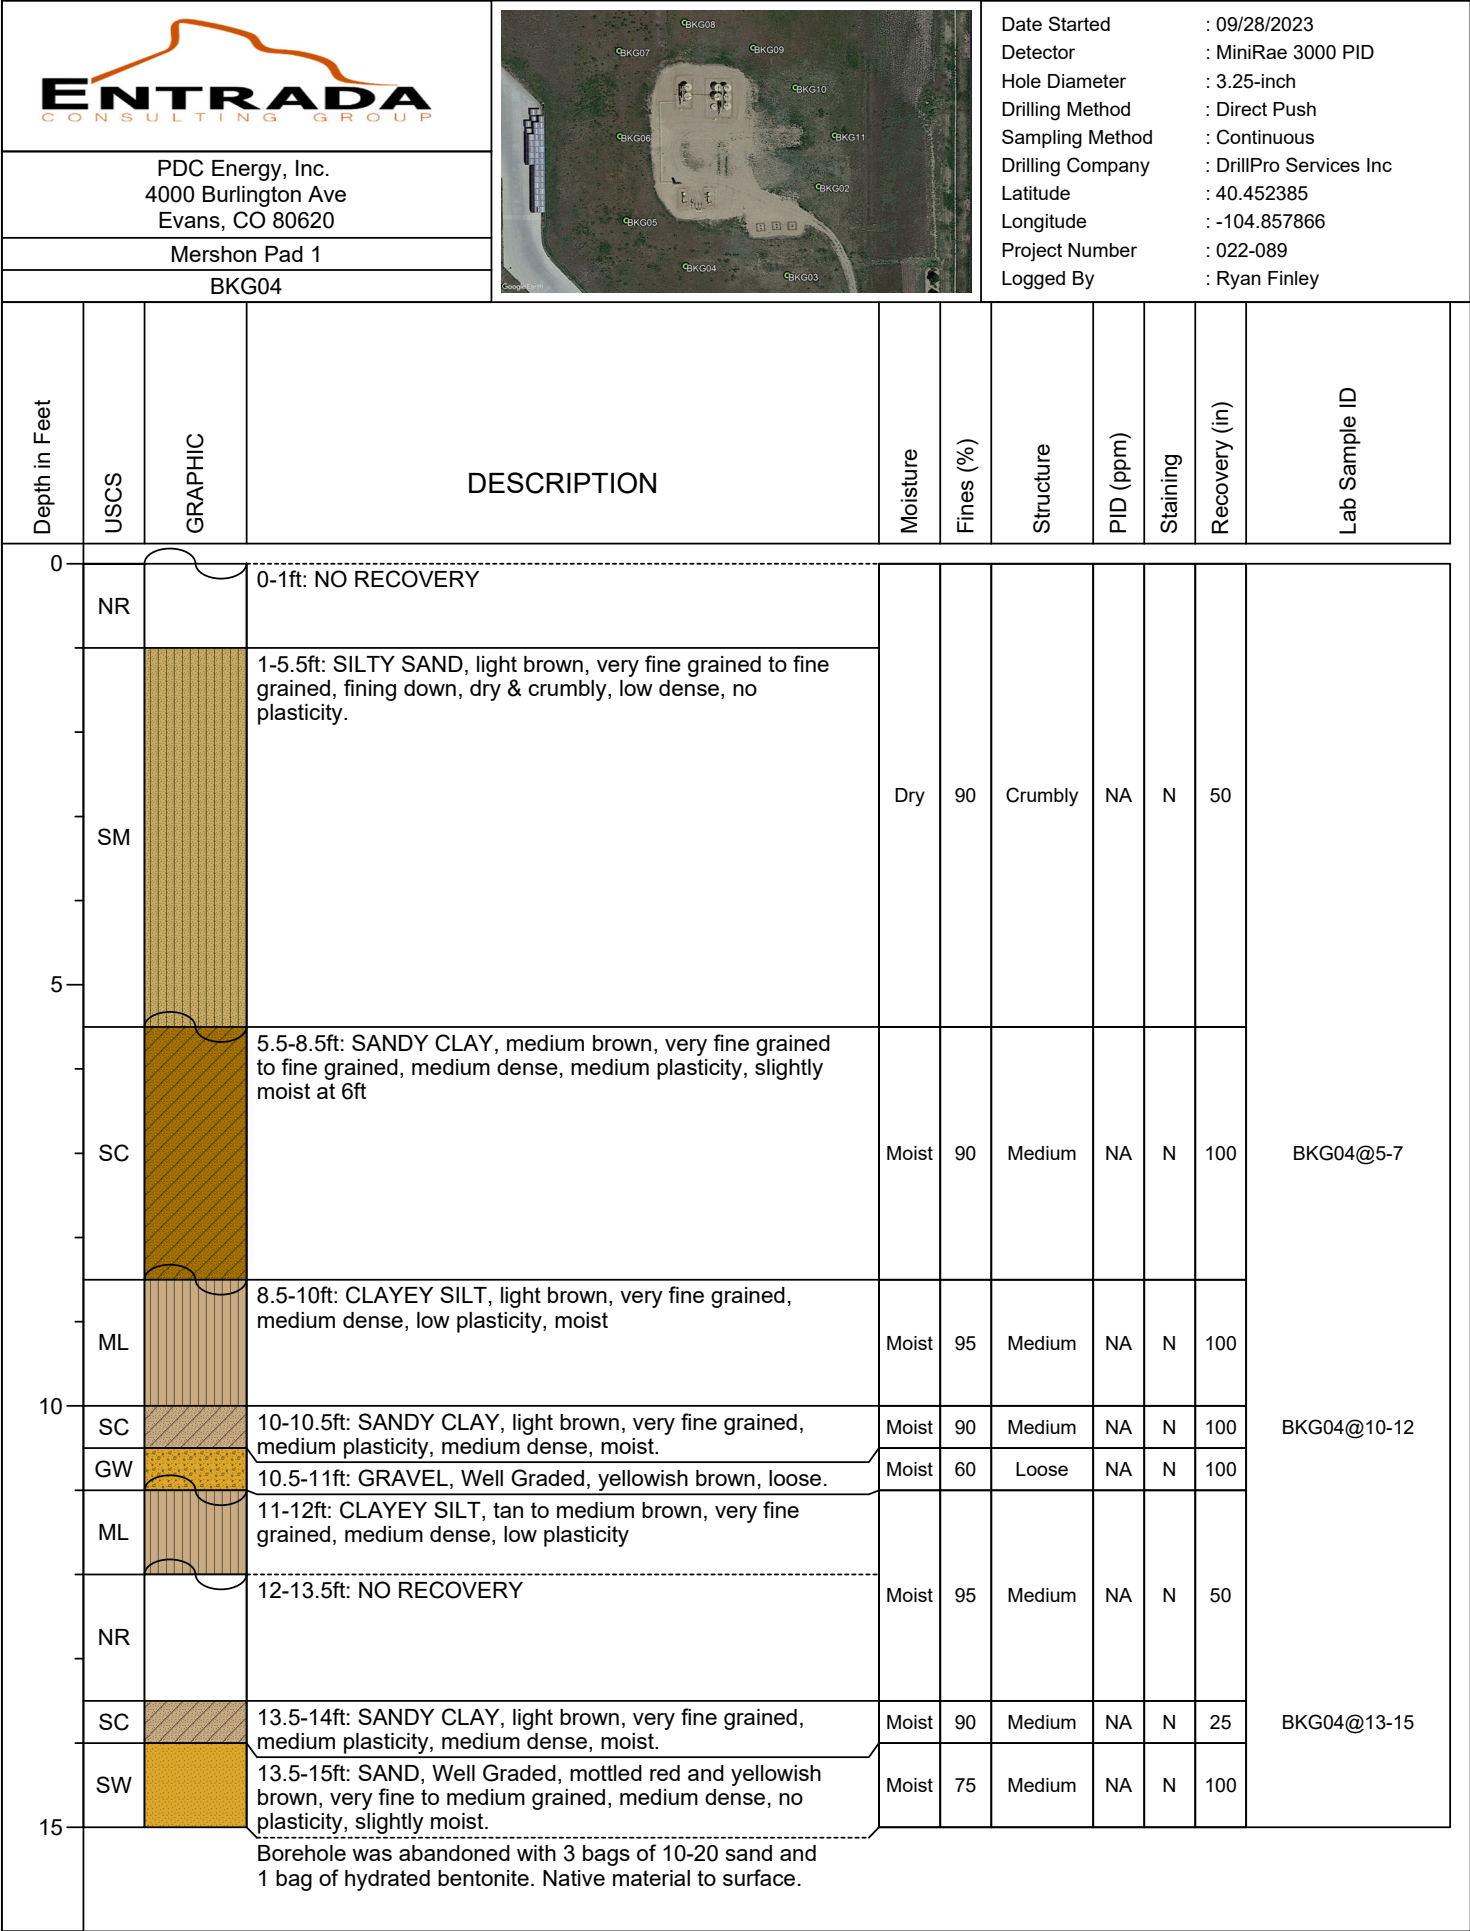 ENTRADA
CONSULTING GROUP
PDC Energy, Inc.
4000 Burlington Ave
Evans, CO 80620
Mershon Pad 1
BKG04
BKG08
BKG07
BKG09
BKG10
BKG06
BKG11
BKG02
BKG05
BKG04
BKG03
Google Earth
Date Started : 09/28/2023
Detector : MiniRae 3000 PID
Hole Diameter : 3.25-inch
Drilling Method : Direct Push
Sampling Method : Continuous
Drilling Company : DrillPro Services Inc
Latitude : 40.452385
Longitude : -104.857866
Project Number : 022-089
Logged By : Ryan Finley
Depth in Feet
USCS
GRAPHIC
DESCRIPTION
Moisture
Fines (%)
Structure
PID (ppm)
Staining
Recovery (in)
Lab Sample ID
0
NR
0-1ft: NO RECOVERY
1-5.5ft: SILTY SAND, light brown, very fine grained to fine
grained, fining down, dry & crumbly, low dense, no
plasticity.
SM
Dry 90 Crumbly NA N 50
5
5.5-8.5ft: SANDY CLAY, medium brown, very fine grained
to fine grained, medium dense, medium plasticity, slightly
moist at 6ft
SC
Moist 90 Medium NA N 100 BKG04@5-7
8.5-10ft: CLAYEY SILT, light brown, very fine grained,
medium dense, low plasticity, moist
ML
Moist 95 Medium NA N 100
10
SC
10-10.5ft: SANDY CLAY, light brown, very fine grained,
medium plasticity, medium dense, moist.
Moist 90 Medium NA N 100 BKG04@10-12
GW
10.5-11ft: GRAVEL, Well Graded, yellowish brown, loose.
Moist 60 Loose NA N 100
ML
11-12ft: CLAYEY SILT, tan to medium brown, very fine
grained, medium dense, low plasticity
12-13.5ft: NO RECOVERY
Moist 95 Medium NA N 50
NR
SC
13.5-14ft: SANDY CLAY, light brown, very fine grained,
medium plasticity, medium dense, moist.
Moist 90 Medium NA N 25 BKG04@13-15
SW
13.5-15ft: SAND, Well Graded, mottled red and yellowish
brown, very fine to medium grained, medium dense, no
plasticity, slightly moist.
Moist 75 Medium NA N 100
15
Borehole was abandoned with 3 bags of 10-20 sand and
1 bag of hydrated bentonite. Native material to surface.